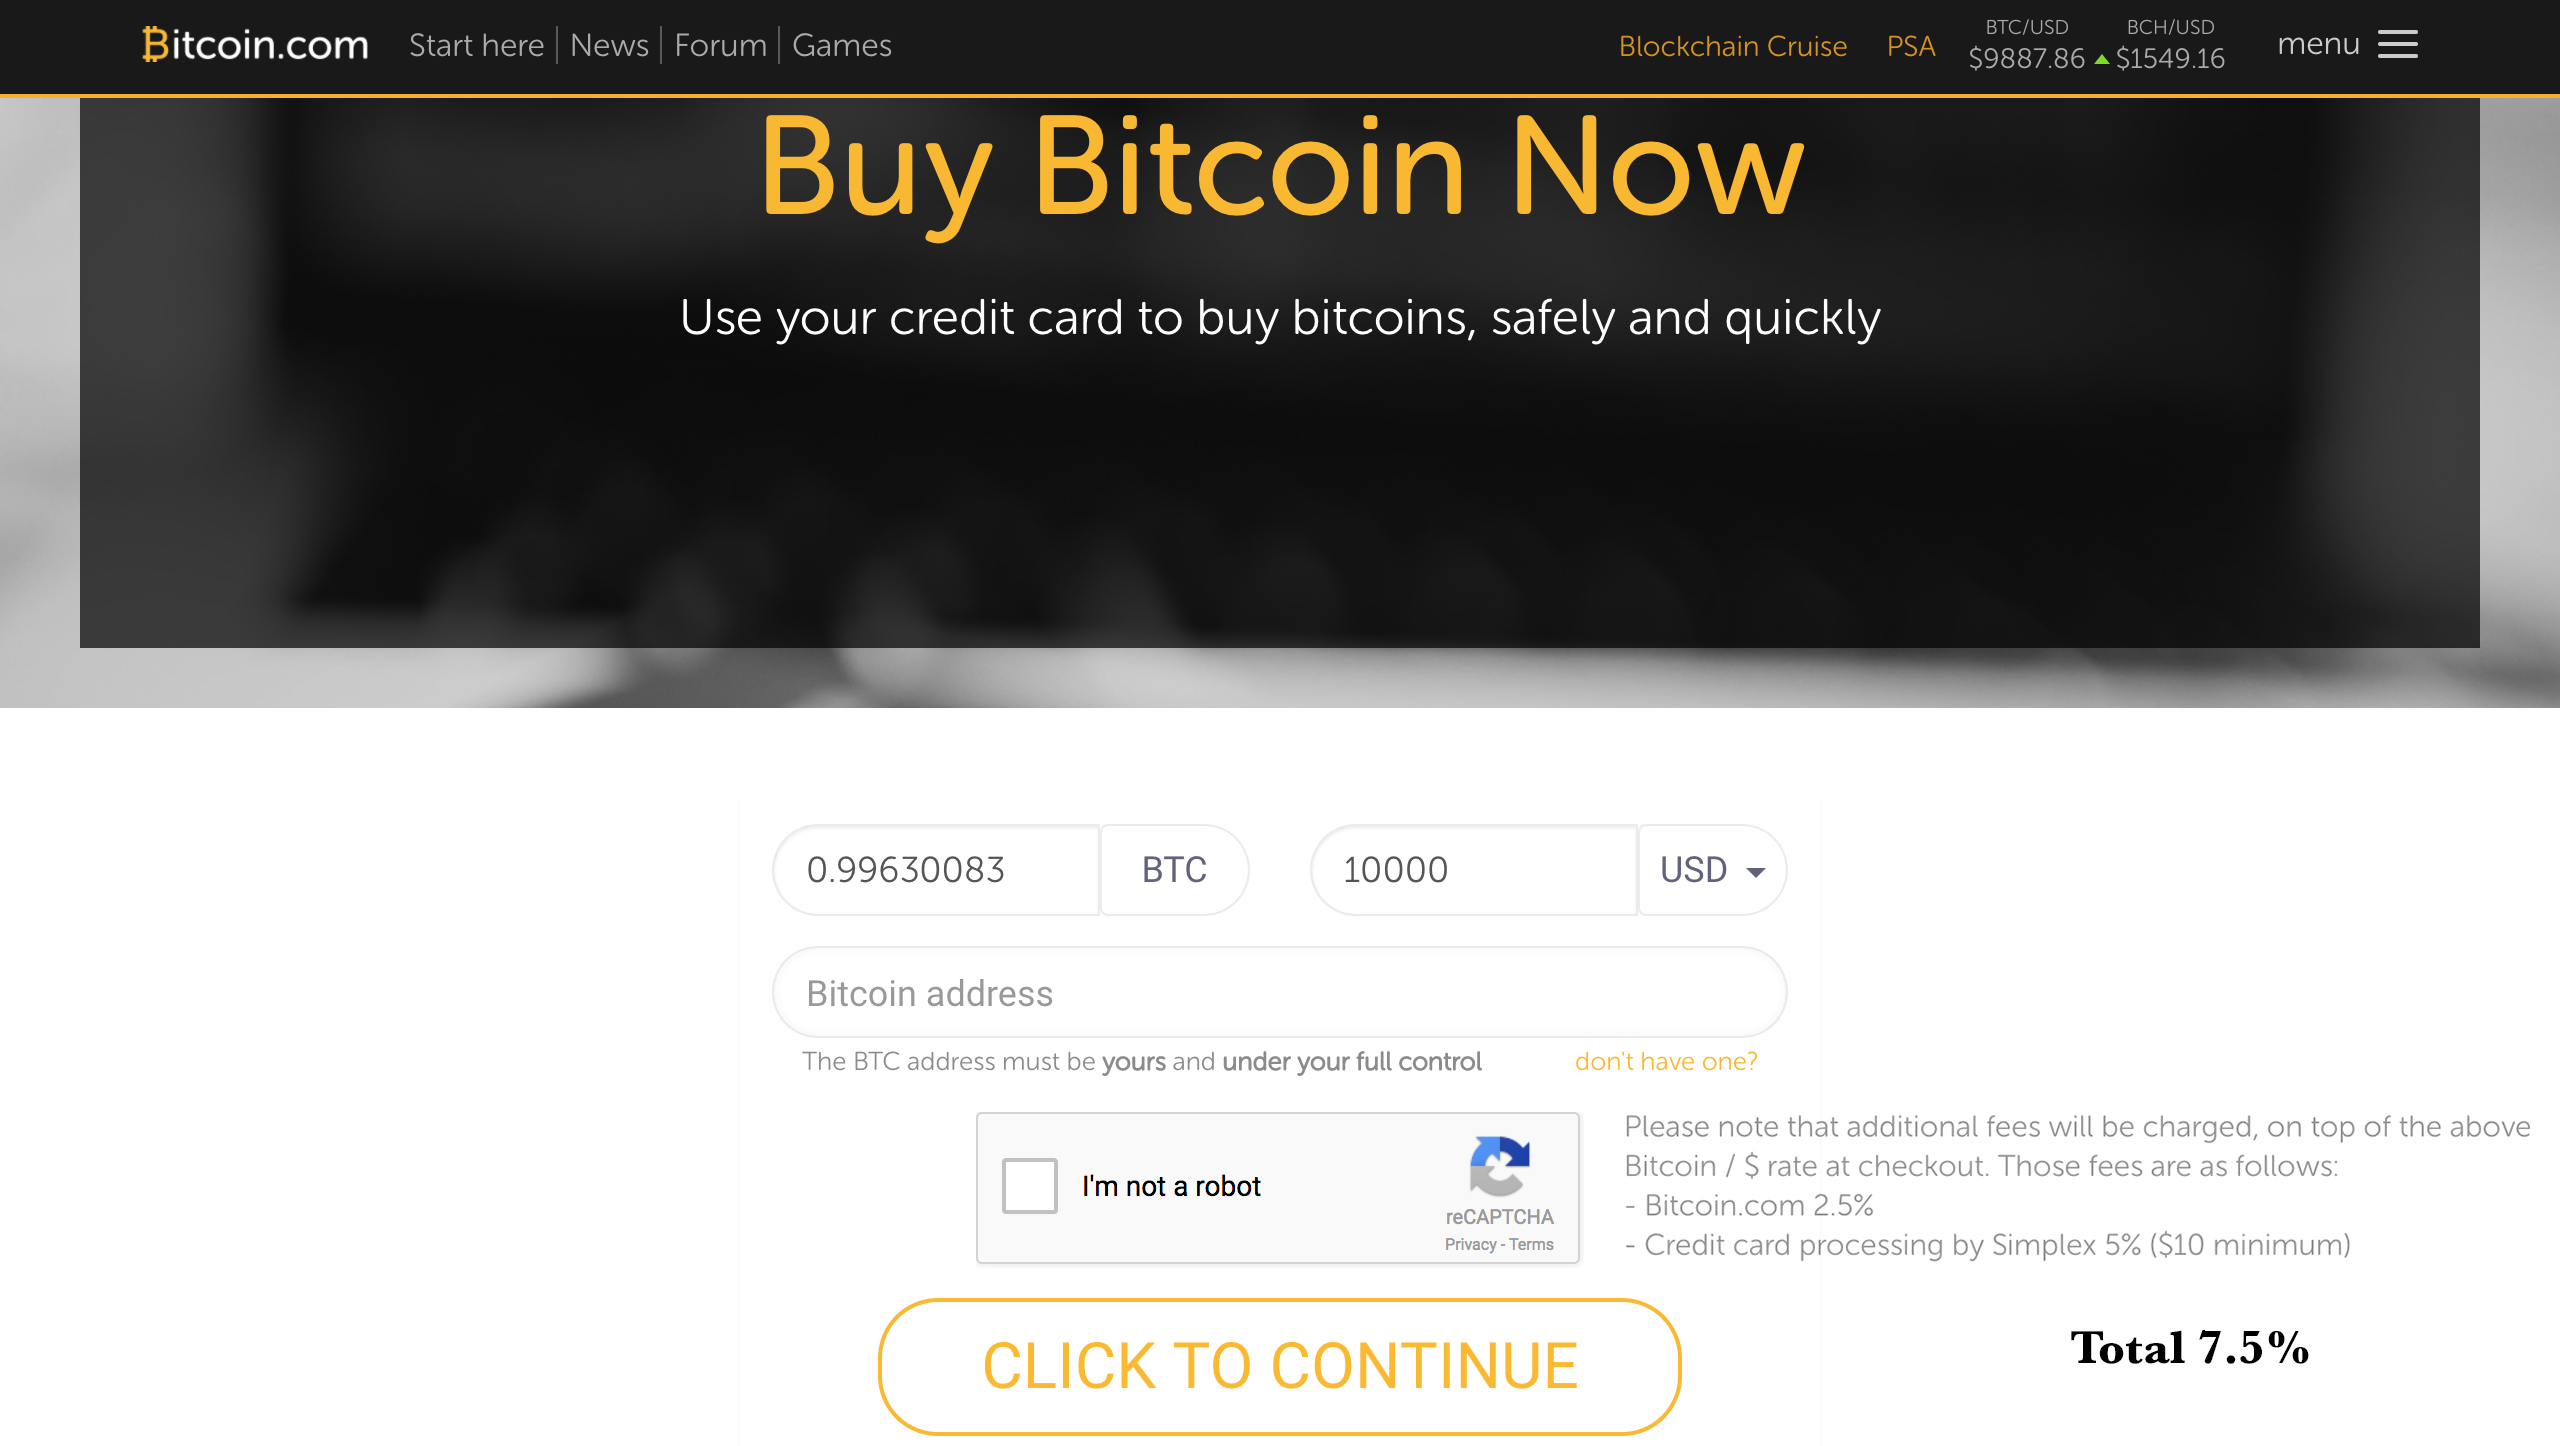 Bitcoin.com
Start here
News
Forum
Games
Blockchain Cruise
PSA
BTC/USD
$9887.86
BCH/USD
$1549.16
menu
Buy Bitcoin Now
Use your credit card to buy bitcoins, safely and quickly
0.99630083 BTC
10000 USD
Bitcoin address
The BTC address must be yours and under your full control
don't have one?
I'm not a robot
reCAPTCHA
Privacy - Terms
Please note that additional fees will be charged, on top of the above
Bitcoin / $ rate at checkout. Those fees are as follows:
- Bitcoin.com 2.5%
- Credit card processing by Simplex 5% ($10 minimum)
CLICK TO CONTINUE
Total 7.5%